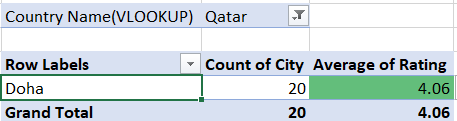 Country Name(VLOOKUP) Qatar
Row Labels Count of City Average of Rating
Doha 20 4.06
Grand Total 20 4.06